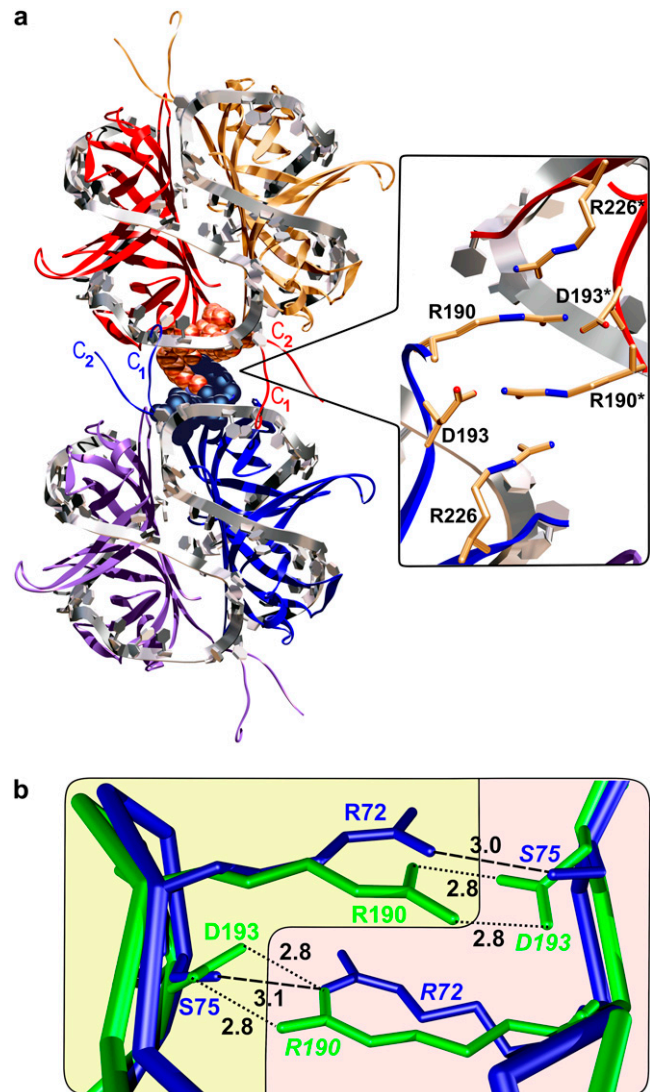 a
R226*
D193*
R190
R190*
D193
R226
C2
C1
C2
C1
b
R72
3.0
S75
2.8
R190
D193
2.8
D193
2.8
S75
3.1
R72
2.8
R190